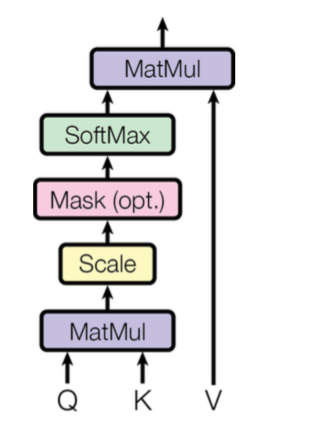 MatMul
SoftMax
Mask (opt.)
Scale
MatMul
Q K V